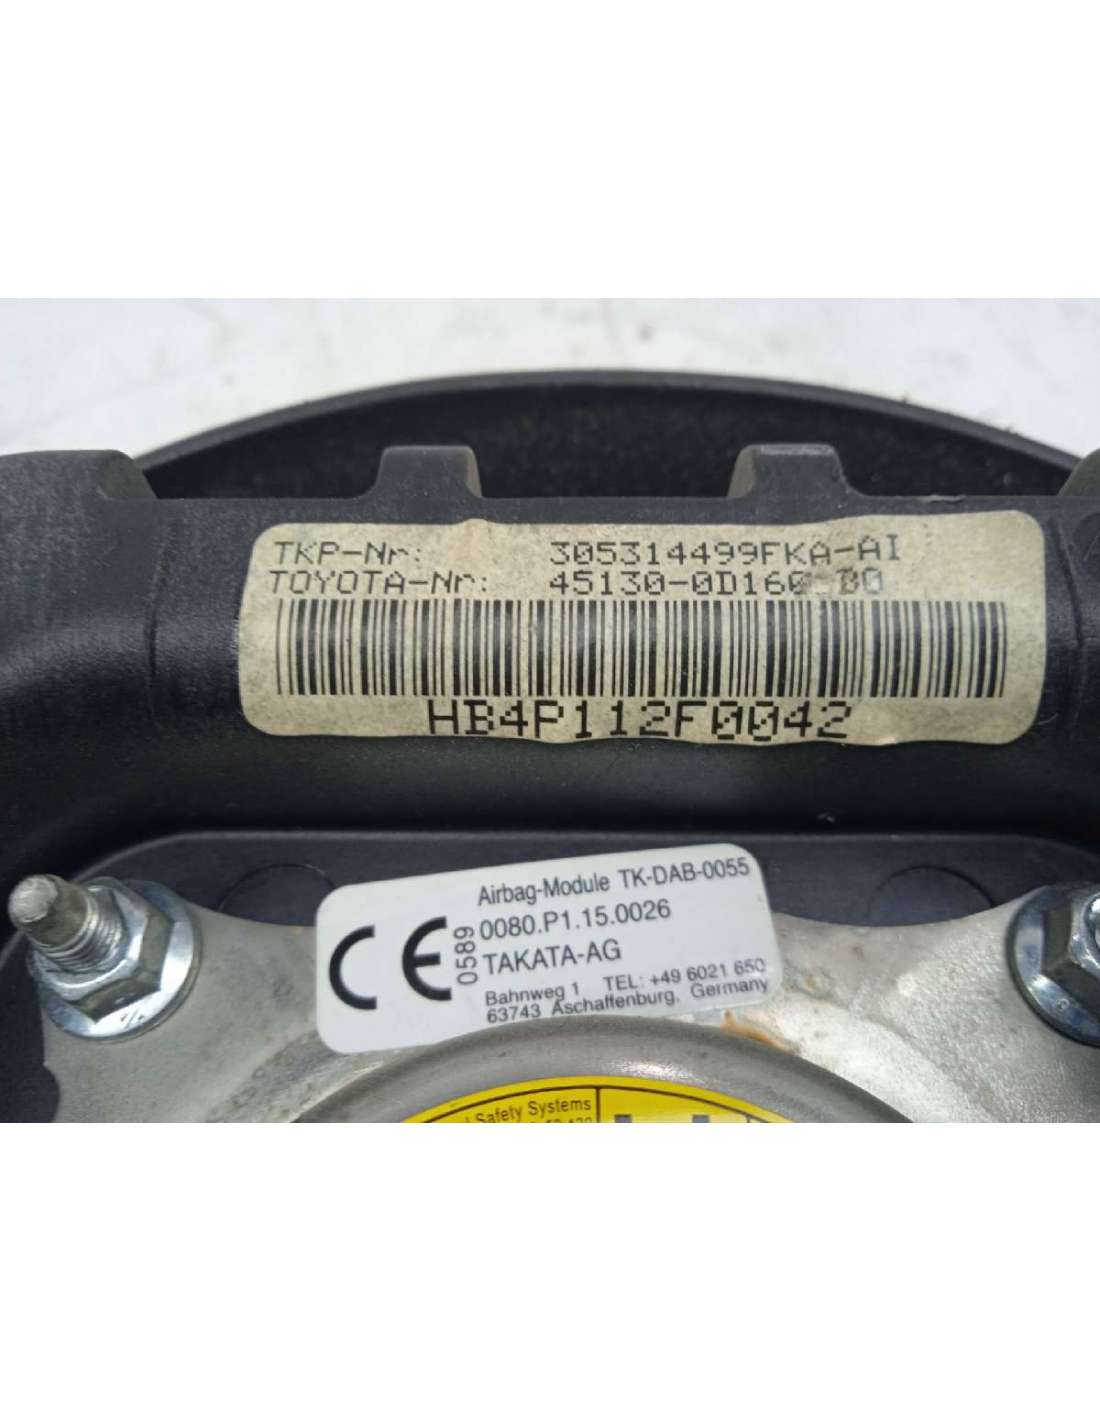 TKP-Nr: 305314499FKA-AI
TOYOTA-Nr: 45130-0D160-B0
HB4P112F0042
Airbag-Module TK-DAB-0055
CE 0589 0080.P1.15.0026
TAKATA-AG
Bahnweg 1 TEL: +49 6021 650
63743 Aschaffenburg, Germany
Safety Systems